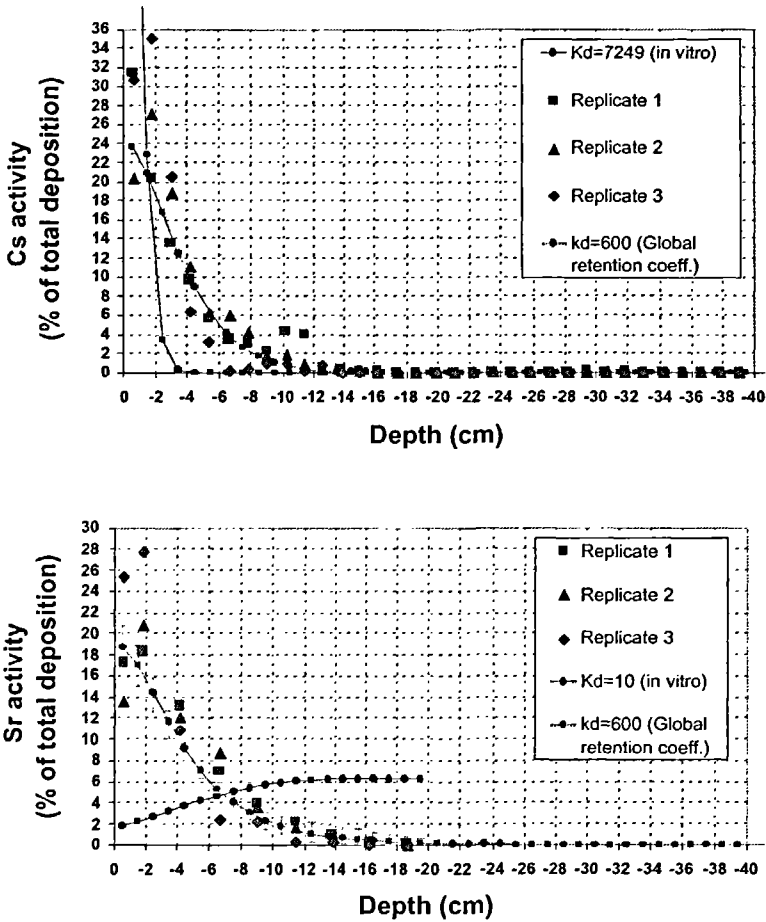 Cs activity
(% of total deposition)
36
34
32
30
28
26
24
22
20
18
16
14
12
10
8
6
4
2
0
0 -2 -4 -6 -8 -10 -12 -14 -16 -18 -20 -22 -24 -26 -28 -30 -32 -34 -36 -38 -40
Depth (cm)
Kd=7249 (in vitro)
Replicate 1
Replicate 2
Replicate 3
kd=600 (Global
retention coeff.)
Sr activity
(% of total deposition)
30
28
26
24
22
20
18
16
14
12
10
8
6
4
2
0
0 -2 -4 -6 -8 -10 -12 -14 -16 -18 -20 -22 -24 -26 -28 -30 -32 -34 -36 -38 -40
Depth (cm)
Replicate 1
Replicate 2
Replicate 3
Kd=10 (in vitro)
kd=600 (Global
retention coeff.)